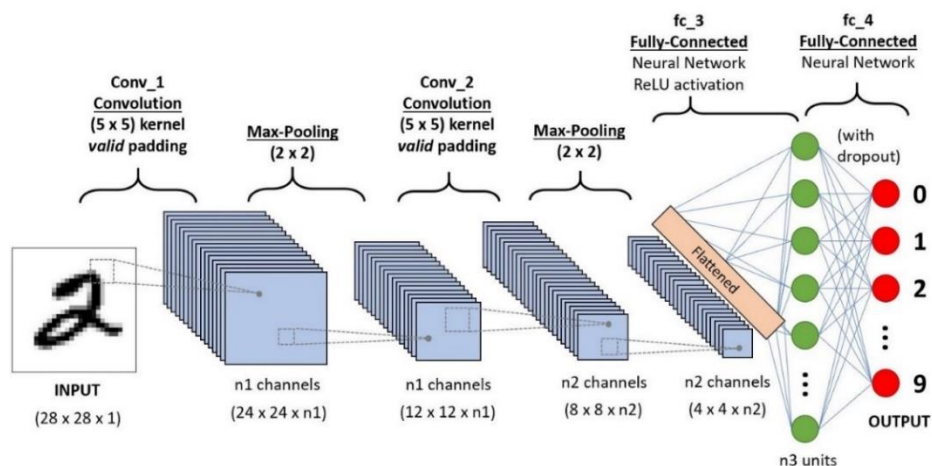 fc_3
Fully-Connected
Neural Network
ReLU activation
fc_4
Fully-Connected
Neural Network
Conv_1
Convolution
(5 x 5) kernel
valid padding
Max-Pooling
(2 x 2)
Conv_2
Convolution
(5 x 5) kernel
valid padding
Max-Pooling
(2 x 2)
(with
dropout)
Flattened
0
1
2
9
INPUT
(28 x 28 x 1)
n1 channels
(24 x 24 x n1)
n1 channels
(12 x 12 x n1)
n2 channels
(8 x 8 x n2)
n2 channels
(4 x 4 x n2)
OUTPUT
n3 units